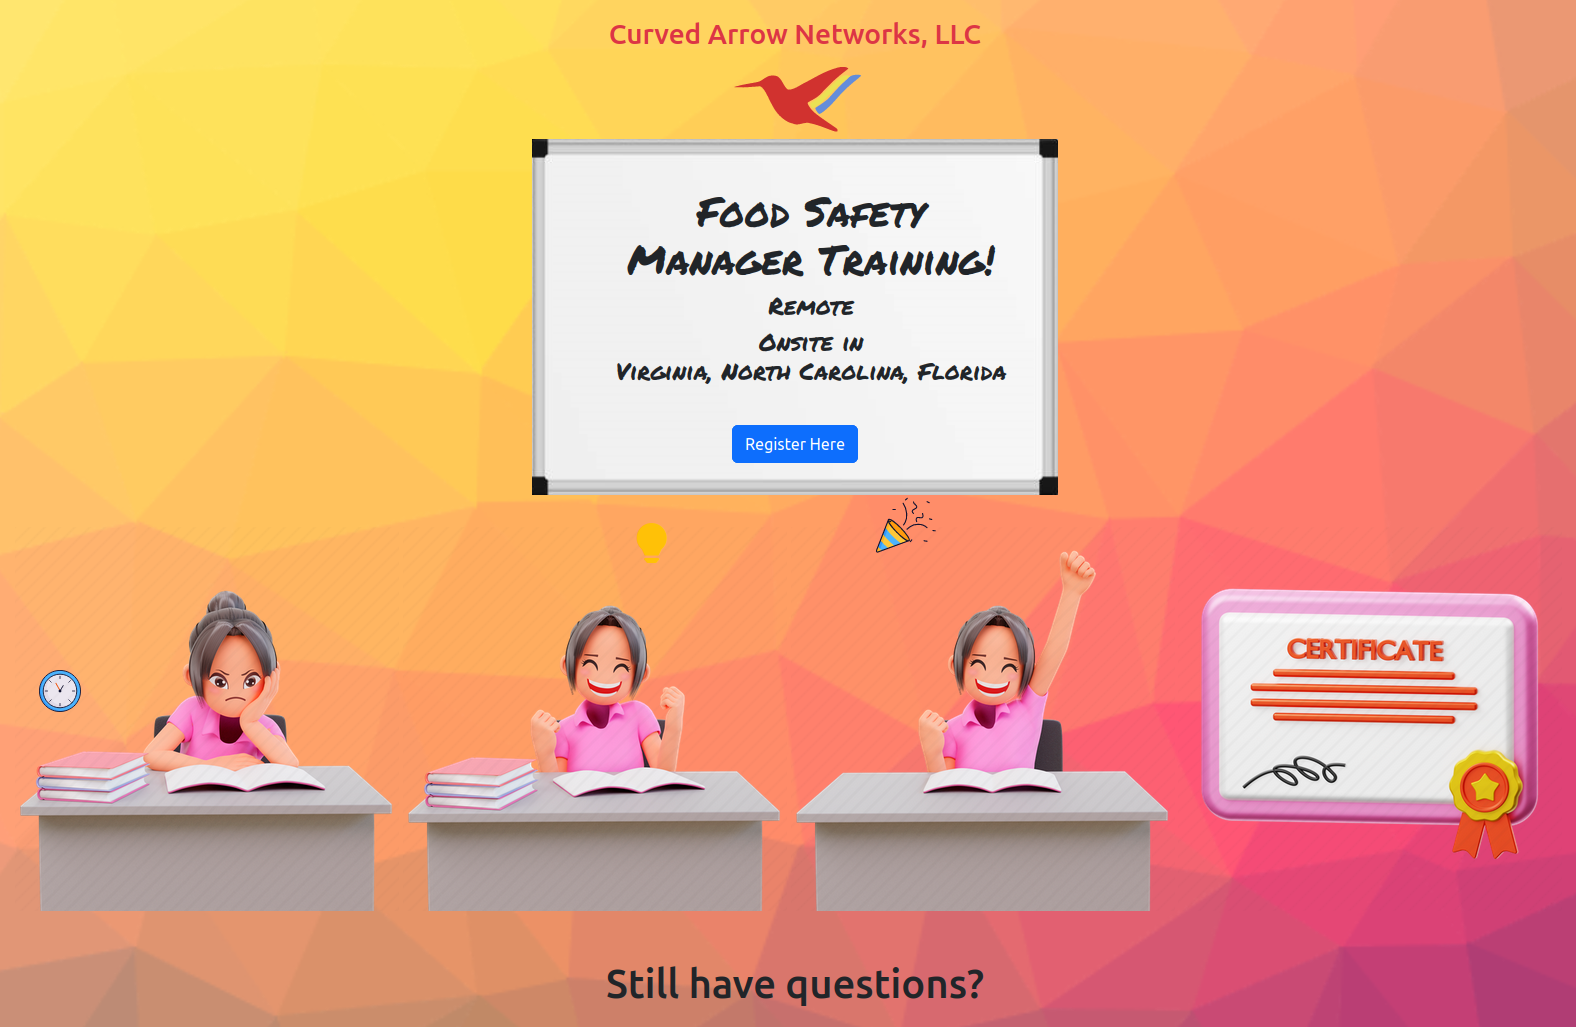 Curved Arrow Networks, LLC
Food Safety
Manager Training!
Remote
Onsite in
Virginia, North Carolina, Florida
Register Here
CERTIFICATE
Still have questions?